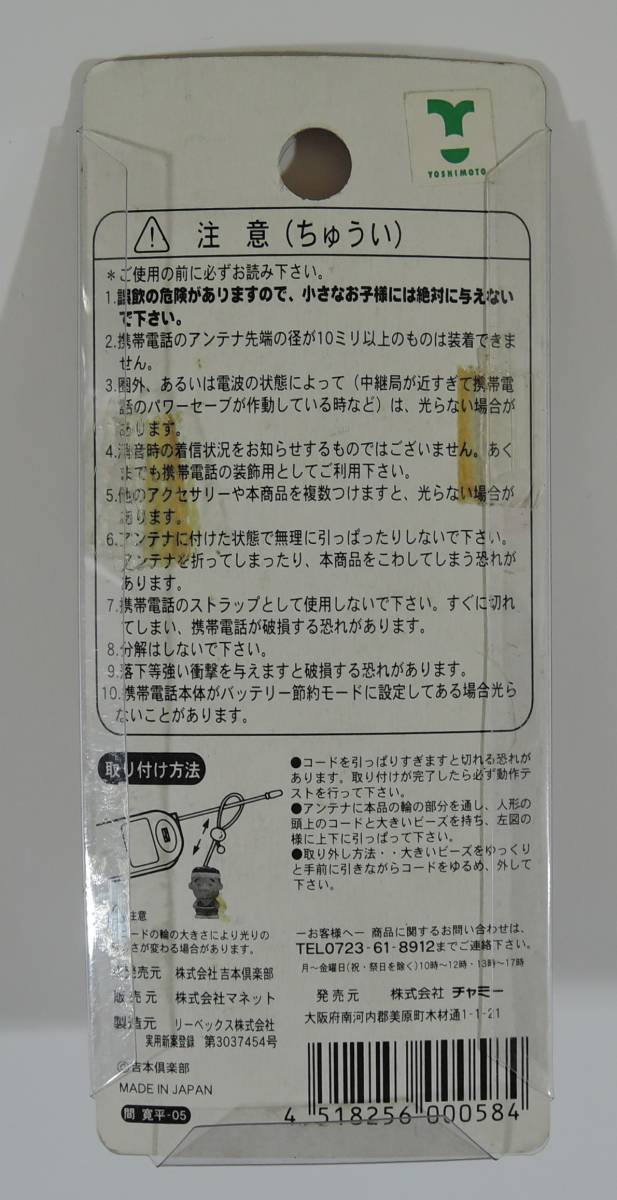 YOSHIMOTO
注 意 (ちゅうい)
＊ご使用の前に必ずお読み下さい。
1.誤飲の危険がありますので、小さなお子様には絶対に与えない
で下さい。
2.携帯電話のアンテナ先端の径が10ミリ以上のものは装着できま
せん。
3.圏外、あるいは電波の状態によって（中継局が近すぎて携帯電
話のパワーセーブが作動している時など）は、光らない場合が
あります。
4.消音時の着信状況をお知らせするものではございません。あく
までも携帯電話の装飾用としてご利用下さい。
5.他のアクセサリーや本商品を複数つけますと、光らない場合が
あります。
6.アンテナに付けた状態で無理に引っぱったりしないで下さい。
アンテナを折ってしまったり、本商品をこわしてしまう恐れが
あります。
7.携帯電話のストラップとして使用しないで下さい。すぐに切れ
てしまい、携帯電話が破損する恐れがあります。
8.分解はしないで下さい。
9.落下等強い衝撃を与えますと破損する恐れがあります。
10.携帯電話本体がバッテリー節約モードに設定してある場合光ら
ないことがあります。
取り付け方法
●コードを引っぱりすぎますと切れる恐れが
あります。取り付けが完了したら必ず動作テ
ストを行って下さい。
●アンテナに本品の輪の部分を通し、人形の
頭上のコードと大きいビーズを持ち、左図の
様に上下に引っぱって下さい。
●取り外し方法・・大きいビーズをゆっくり
と手前に引きながらコードをゆるめ、外して
下さい。
注意
コードの輪の大きさにより光りの
強さが変わる場合があります。
発売元 株式会社吉本倶楽部
販売元 株式会社マネット
製造元 リーベックス株式会社
実用新案登録 第3037454号
©吉本倶楽部
MADE IN JAPAN
間 寛平-05
―お客様へ― 商品に関するお問い合わせは、
TEL0723-61-8912までご連絡下さい。
月～金曜日(祝・祭日を除く)10時～12時・13時～17時
発売元 株式会社 チャミー
大阪府南河内郡美原町木材通1-1-21
4 518256 000584